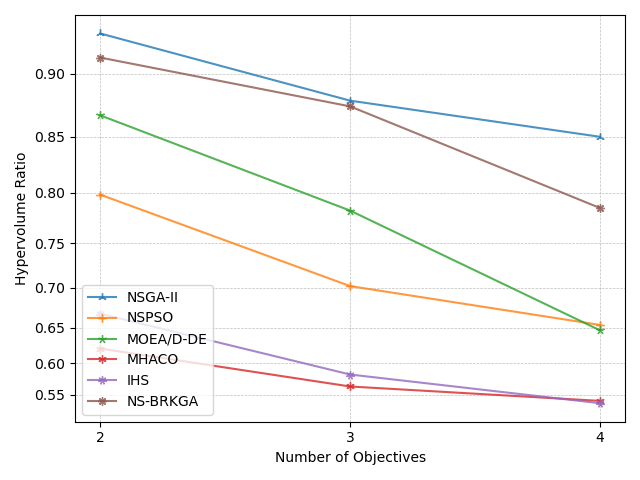 Hypervolume Ratio
0.90
0.85
0.80
0.75
0.70
0.65
0.60
0.55
NSGA-II
NSPSO
MOEA/D-DE
MHACO
IHS
NS-BRKGA
2
3
4
Number of Objectives